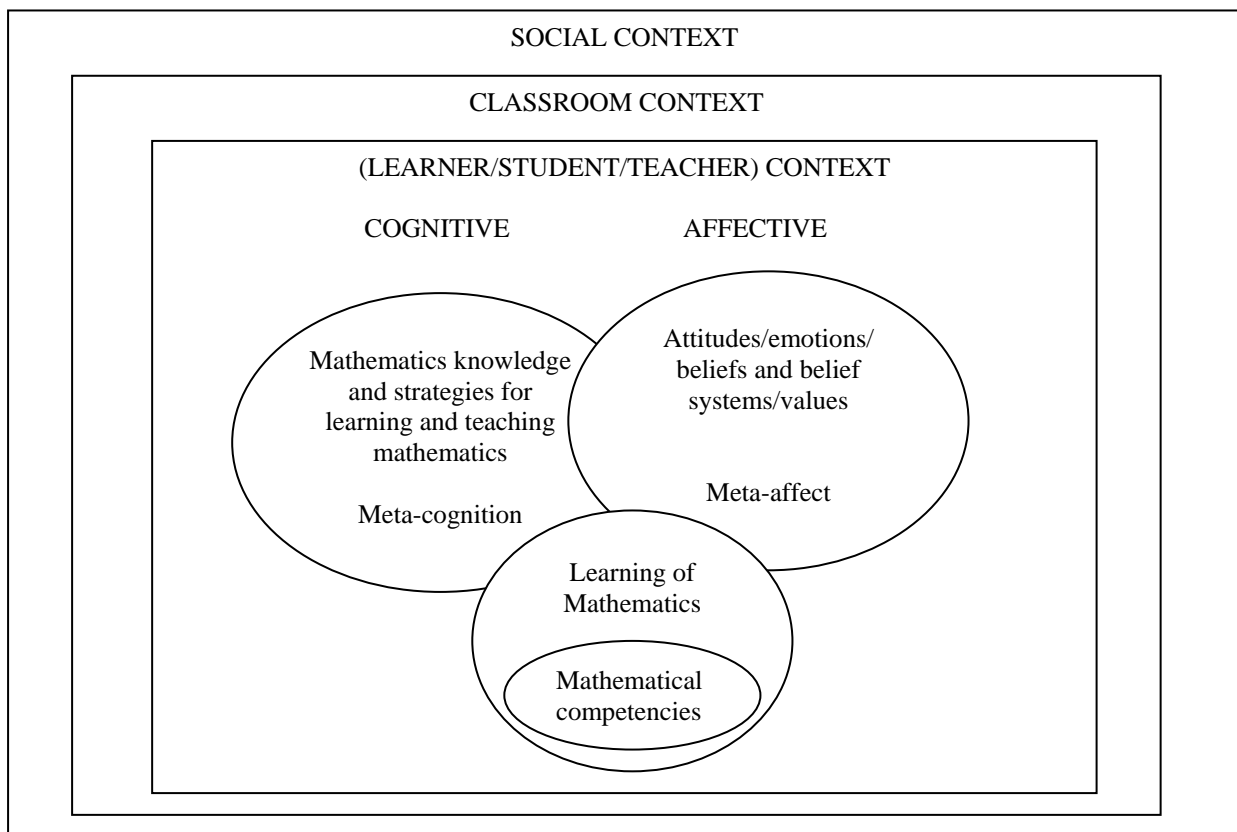 SOCIAL CONTEXT
CLASSROOM CONTEXT
(LEARNER/STUDENT/TEACHER) CONTEXT
COGNITIVE
AFFECTIVE
Mathematics knowledge
and strategies for
learning and teaching
mathematics
Meta-cognition
Attitudes/emotions/
beliefs and belief
systems/values
Meta-affect
Learning of
Mathematics
Mathematical
competencies